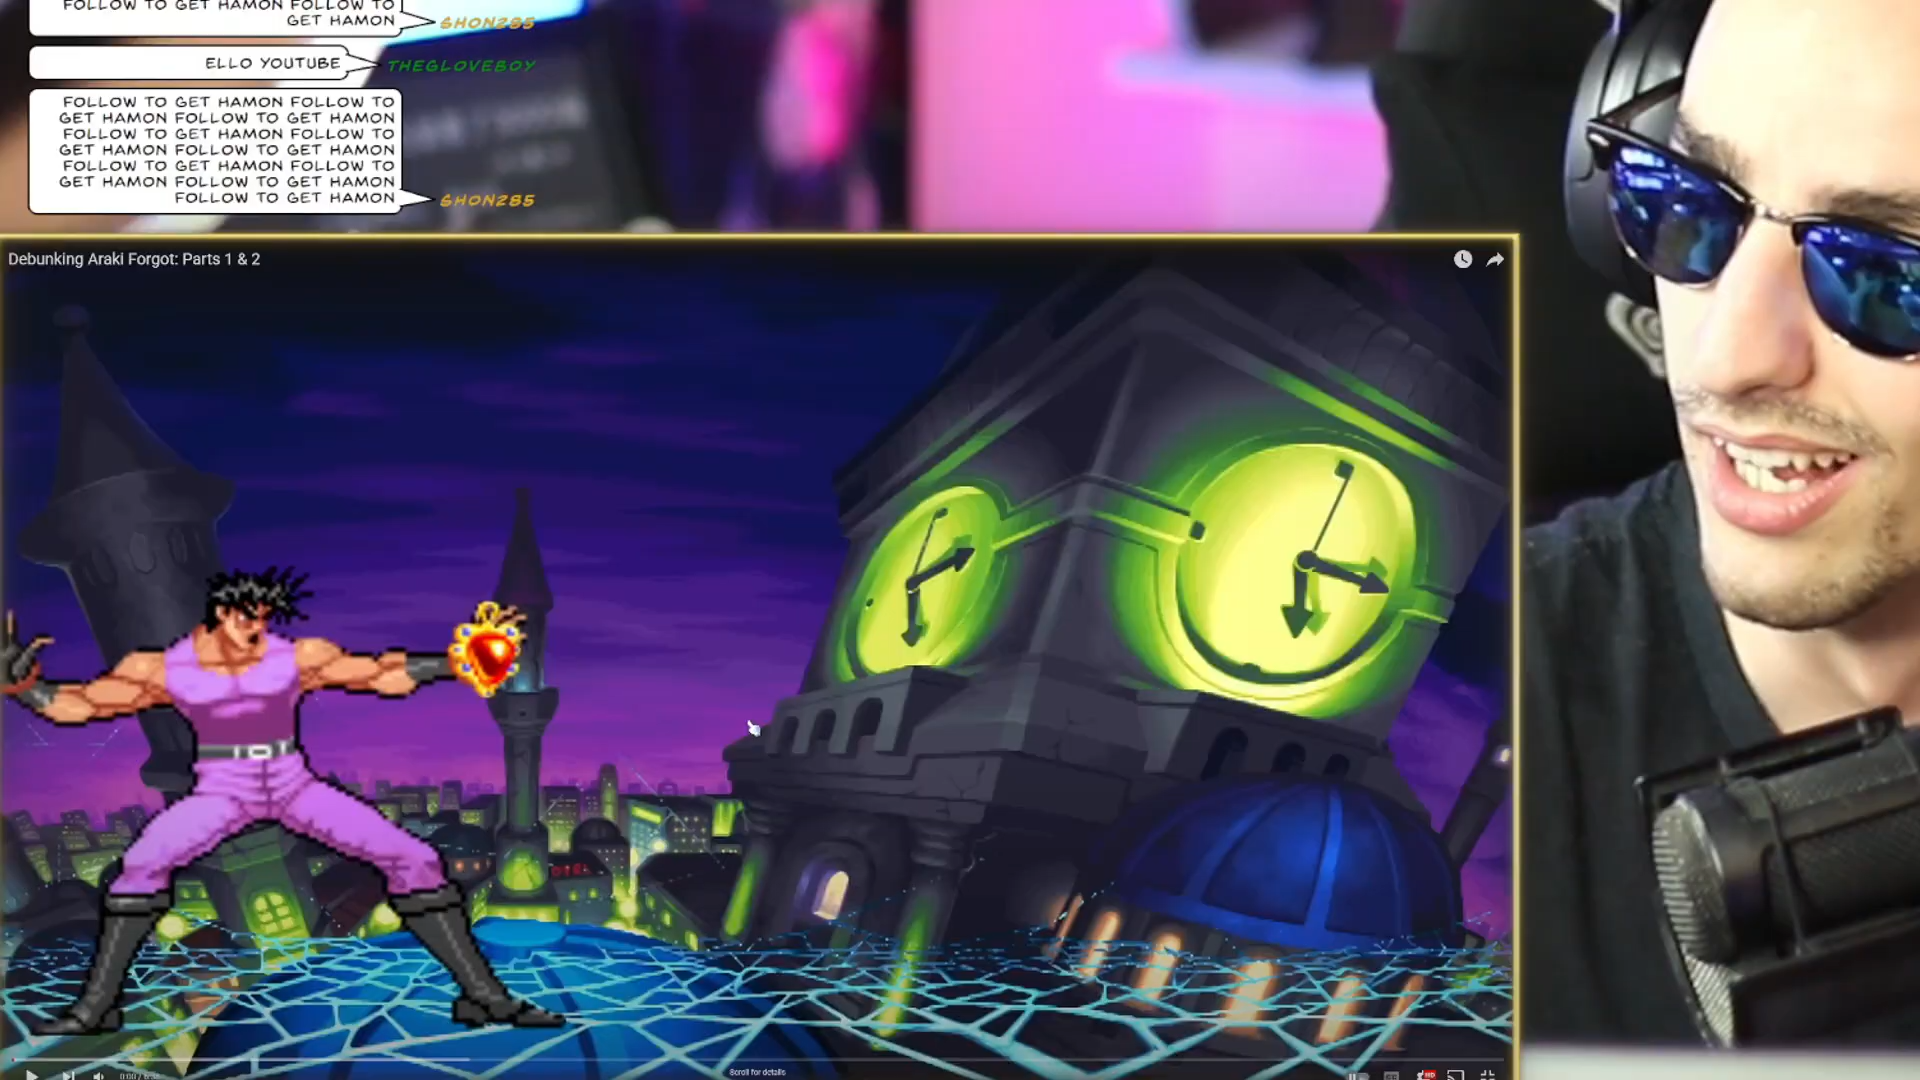 FOLLOW TO GET HAMON FOLLOW TO
GET HAMON
SHON285
ELLO YOUTUBE
THEGLOVEBOY
FOLLOW TO GET HAMON FOLLOW TO
GET HAMON FOLLOW TO GET HAMON
FOLLOW TO GET HAMON FOLLOW TO
GET HAMON FOLLOW TO GET HAMON
FOLLOW TO GET HAMON FOLLOW TO
GET HAMON FOLLOW TO GET HAMON
FOLLOW TO GET HAMON
SHON285
Debunking Araki Forgot: Parts 1 & 2
Scroll for details
HD